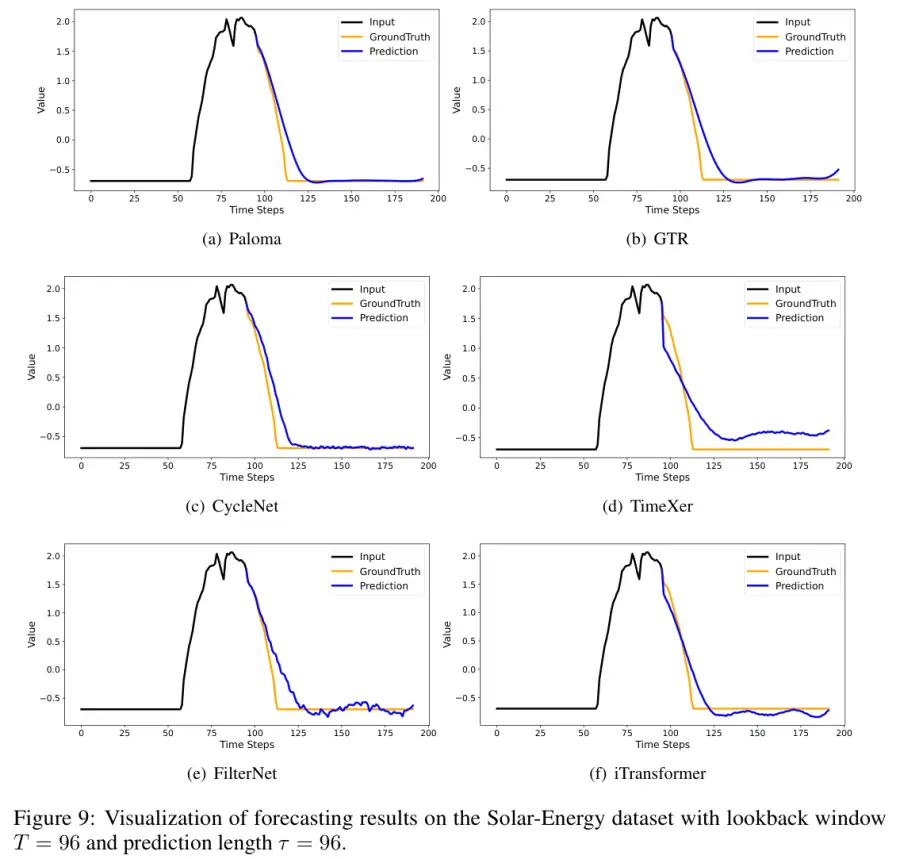 2.0
1.5
1.0
0.5
0.0
−0.5
Value
0 25 50 75 100 125 150 175 200
Time Steps
Input
GroundTruth
Prediction
(a) Paloma
2.0
1.5
1.0
0.5
0.0
−0.5
Value
0 25 50 75 100 125 150 175 200
Time Steps
Input
GroundTruth
Prediction
(b) GTR
2.0
1.5
1.0
0.5
0.0
−0.5
Value
0 25 50 75 100 125 150 175 200
Time Steps
Input
GroundTruth
Prediction
(c) CycleNet
2.0
1.5
1.0
0.5
0.0
−0.5
Value
0 25 50 75 100 125 150 175 200
Time Steps
Input
GroundTruth
Prediction
(d) TimeXer
2.0
1.5
1.0
0.5
0.0
−0.5
Value
0 25 50 75 100 125 150 175 200
Time Steps
Input
GroundTruth
Prediction
(e) FilterNet
2.0
1.5
1.0
0.5
0.0
−0.5
Value
0 25 50 75 100 125 150 175 200
Time Steps
Input
GroundTruth
Prediction
(f) iTransformer
Figure 9: Visualization of forecasting results on the Solar-Energy dataset with lookback window
T = 96 and prediction length τ = 96.